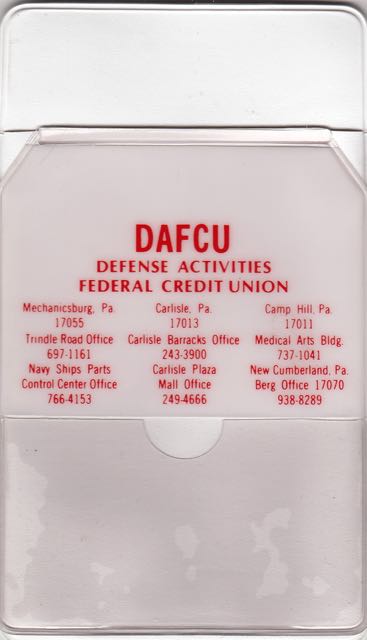 DAFCU
DEFENSE ACTIVITIES
FEDERAL CREDIT UNION
Mechanicsburg, Pa. Carlisle, Pa. Camp Hill, Pa.
17055 17013 17011
Trindle Road Office Carlisle Barracks Office Medical Arts Bldg.
697-1161 243-3900 737-1041
Navy Ships Parts Carlisle Plaza New Cumberland, Pa.
Control Center Office Mall Office Berg Office 17070
766-4153 249-4666 938-8289